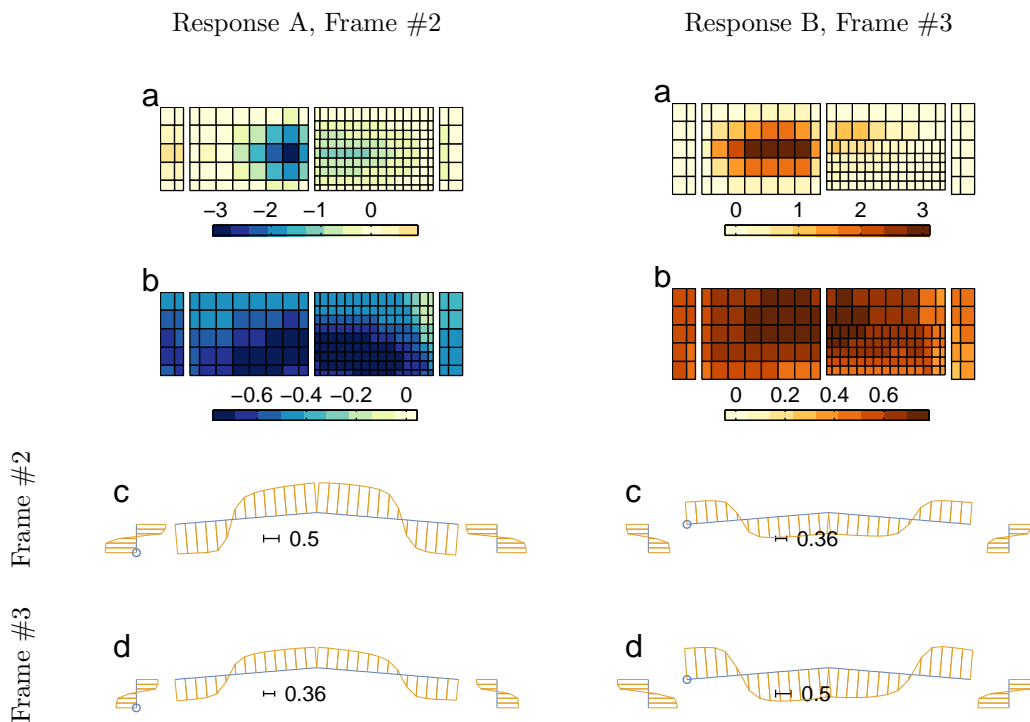 Response A, Frame #2
Response B, Frame #3
a
−3 −2 −1 0
a
0 1 2 3
b
−0.6 −0.4 −0.2 0
b
0 0.2 0.4 0.6
Frame #2
c
0.5
c
0.36
Frame #3
d
0.36
d
0.5